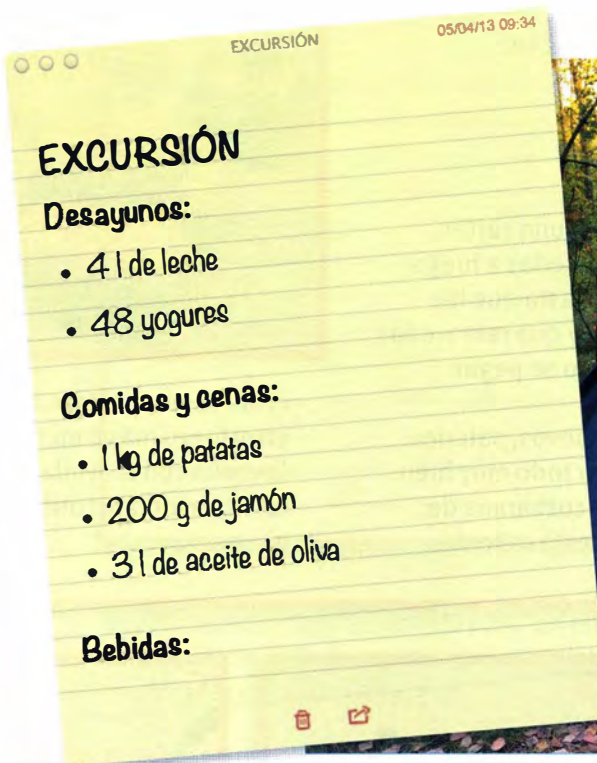 EXCURSIÓN
05/04/13 09:34
EXCURSIÓN
Desayunos:
• 4 l de leche
• 48 yogures
Comidas y cenas:
• 1 kg de patatas
• 200 g de jamón
• 3 l de aceite de oliva
Bebidas: